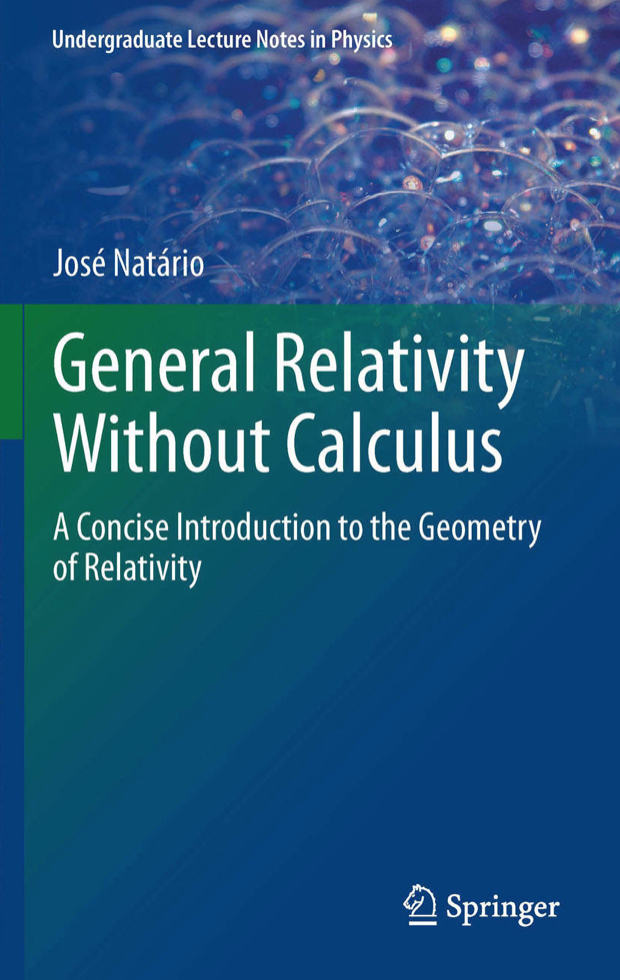 Undergraduate Lecture Notes in Physics
José Natário
General Relativity
Without Calculus
A Concise Introduction to the Geometry
of Relativity
Springer